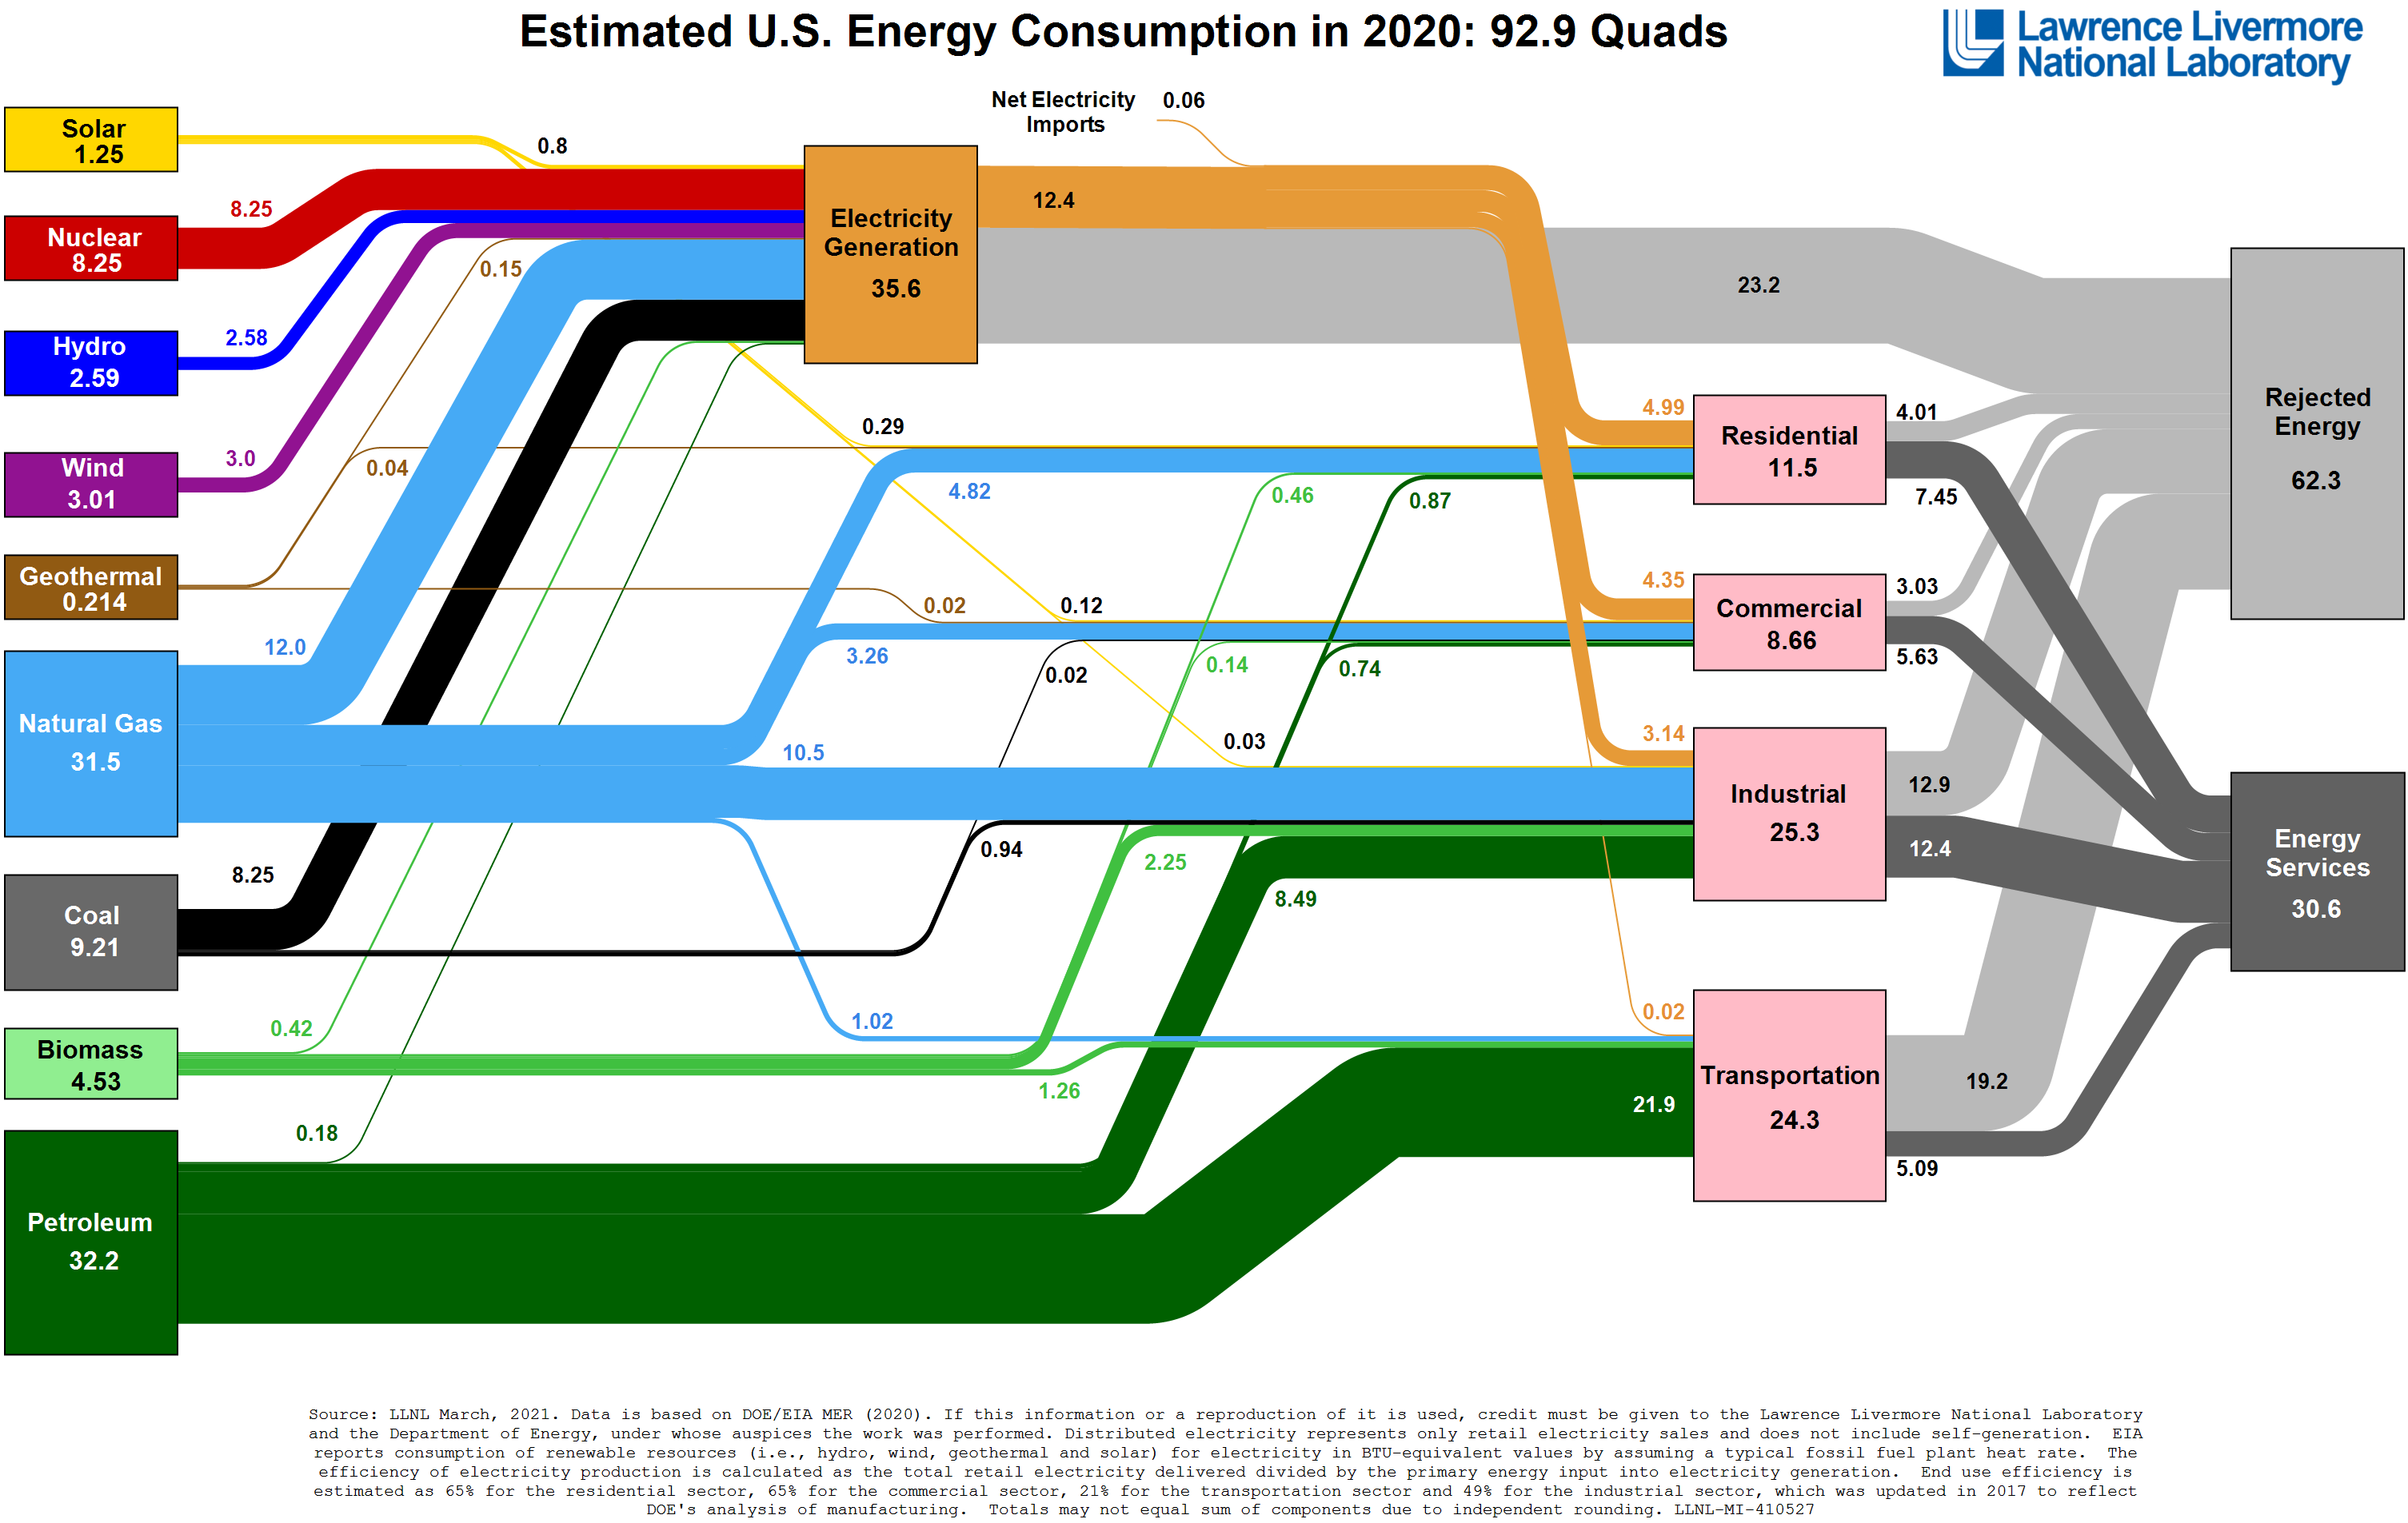 Estimated U.S. Energy Consumption in 2020: 92.9 Quads
Lawrence Livermore
National Laboratory
Net Electricity
Imports
0.06
Solar
1.25
0.8
Nuclear
8.25
8.25
Hydro
2.59
2.58
Wind
3.01
3.0
Geothermal
0.214
0.15
0.04
0.02
Natural Gas
31.5
12.0
4.82
3.26
10.5
1.02
Coal
9.21
8.25
0.02
0.94
Biomass
4.53
0.42
0.46
0.14
2.25
1.26
Petroleum
32.2
0.18
0.87
0.74
8.49
21.9
0.29
0.12
0.03
Electricity
Generation
35.6
12.4
23.2
4.99
4.35
3.14
0.02
Residential
11.5
4.01
7.45
Commercial
8.66
3.03
5.63
Industrial
25.3
12.9
12.4
Transportation
24.3
19.2
5.09
Rejected
Energy
62.3
Energy
Services
30.6
Source: LLNL March, 2021. Data is based on DOE/EIA MER (2020). If this information or a reproduction of it is used, credit must be given to the Lawrence Livermore National Laboratory
and the Department of Energy, under whose auspices the work was performed. Distributed electricity represents only retail electricity sales and does not include self-generation. EIA
reports consumption of renewable resources (i.e., hydro, wind, geothermal and solar) for electricity in BTU-equivalent values by assuming a typical fossil fuel plant heat rate. The
efficiency of electricity production is calculated as the total retail electricity delivered divided by the primary energy input into electricity generation. End use efficiency is
estimated as 65% for the residential sector, 65% for the commercial sector, 21% for the transportation sector and 49% for the industrial sector, which was updated in 2017 to reflect
DOE's analysis of manufacturing. Totals may not equal sum of components due to independent rounding. LLNL-MI-410527